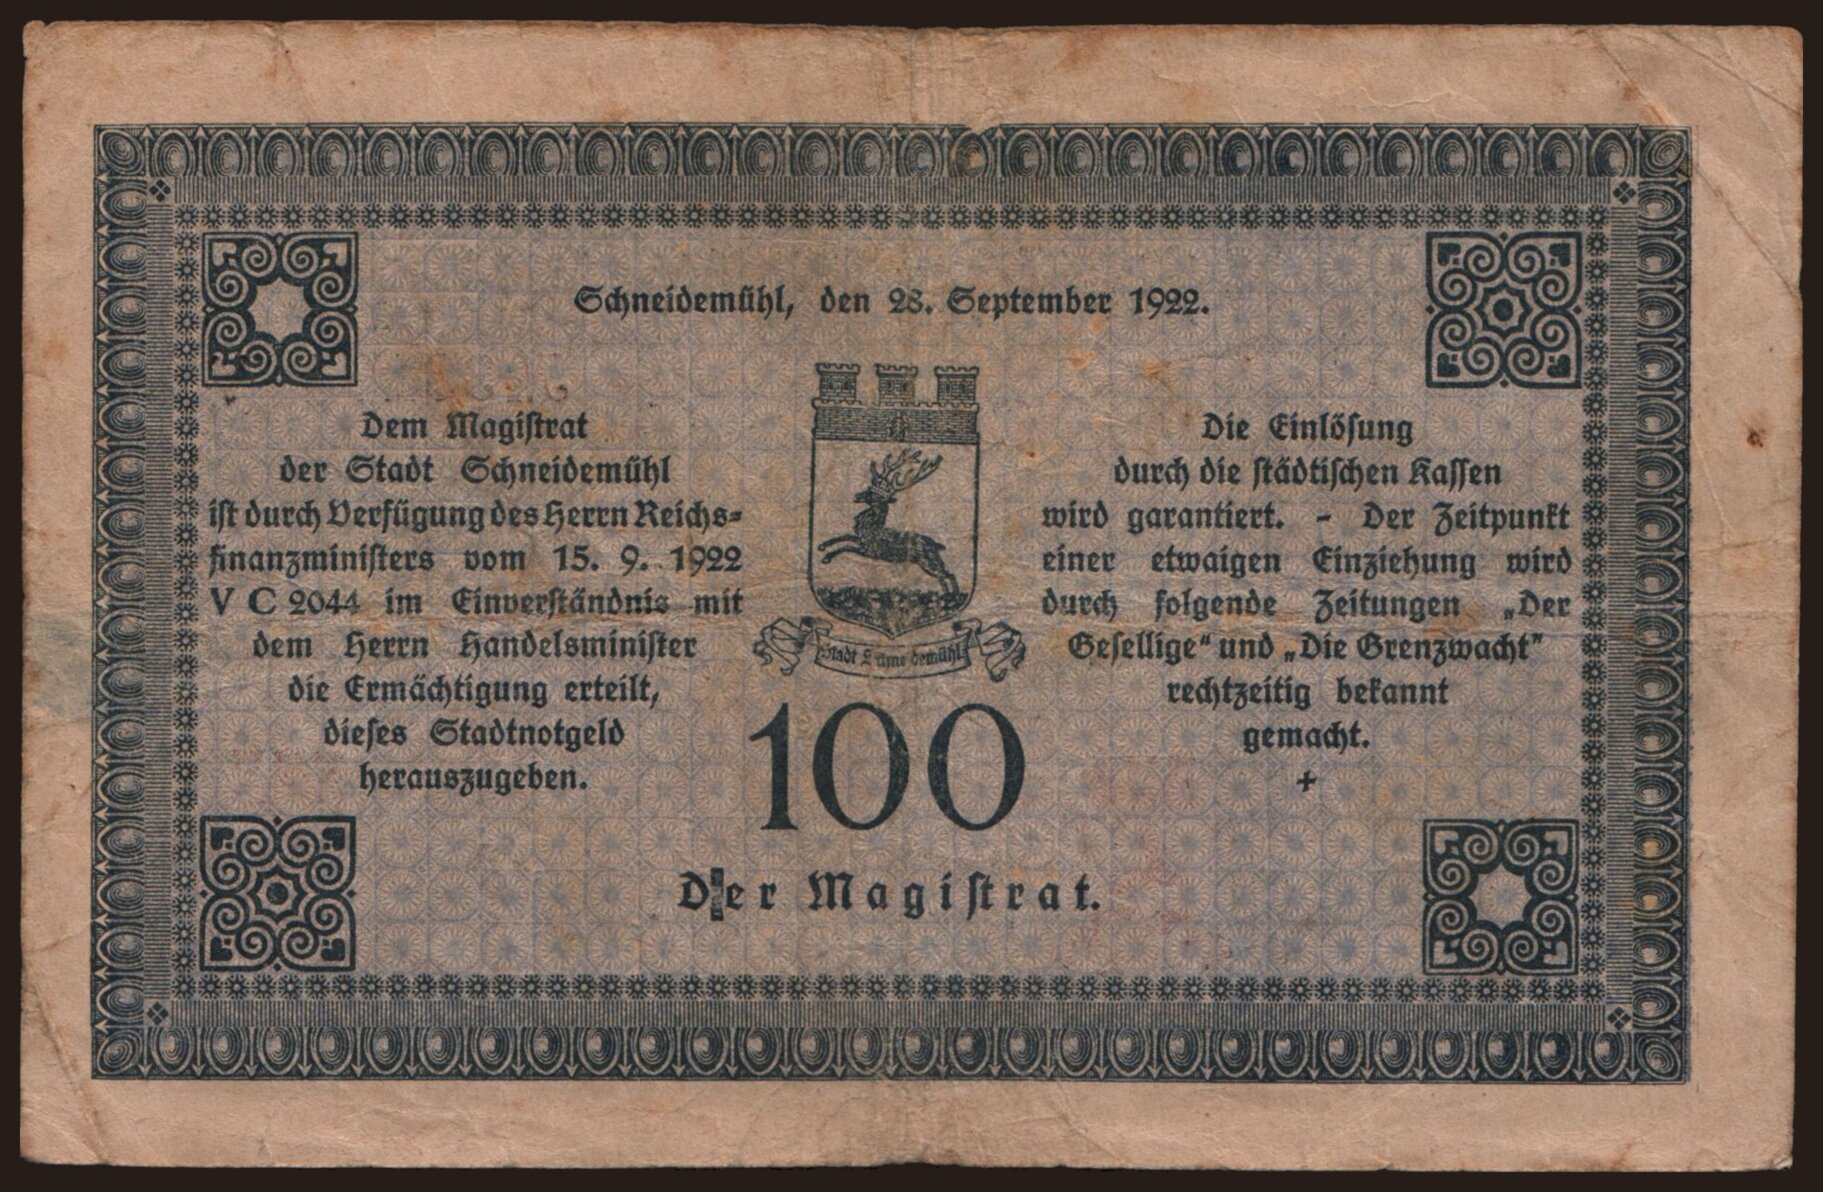 Schneidemühl, den 28. September 1922.
Dem Magistrat
der Stadt Schneidemühl
ist durch Verfügung des Herrn Reichs=
finanzministers vom 15. 9. 1922
V C 2044 im Einverständnis mit
dem Herrn Handelsminister
die Ermächtigung erteilt,
dieses Stadtnotgeld
herauszugeben.
Stadt
100
Die Einlösung
durch die städtischen Kassen
wird garantiert. - Der Zeitpunkt
einer etwaigen Einziehung wird
durch folgende Zeitungen „Der
Gesellige" und „Die Grenzwacht"
rechtzeitig bekannt
gemacht.
+
Der Magistrat.